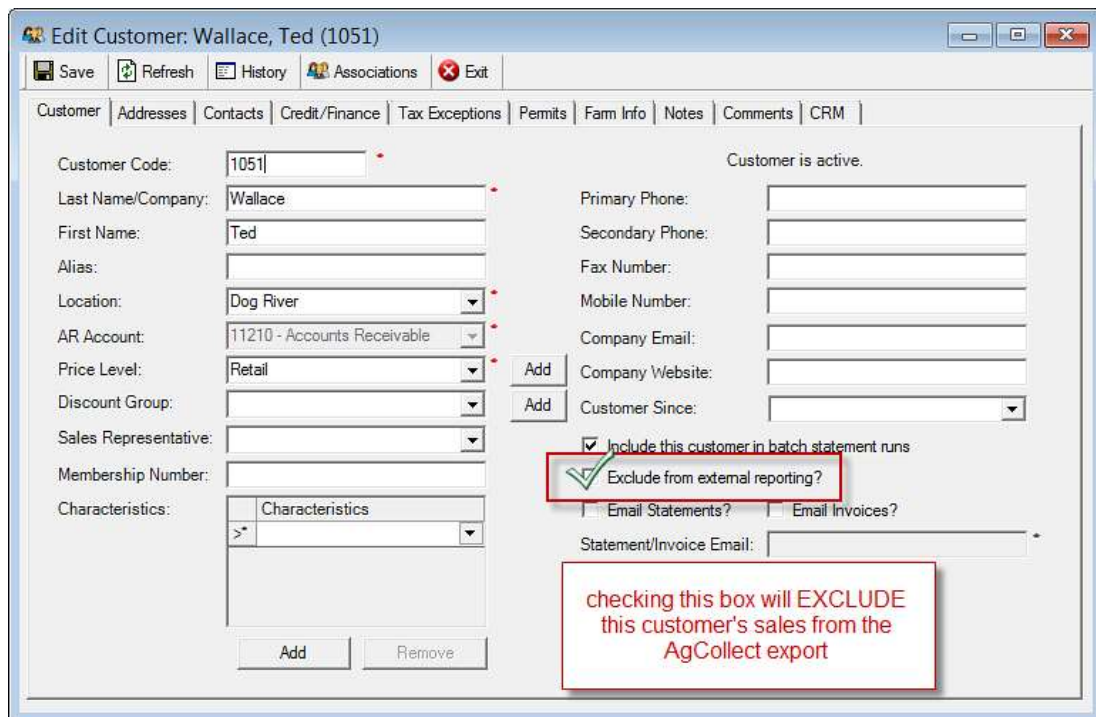 Edit Customer: Wallace, Ted (1051)
Save Refresh History Associations Exit
Customer Addresses Contacts Credit/Finance Tax Exceptions Permits Farm Info Notes Comments CRM
Customer Code: 1051 *
Customer is active.
Last Name/Company: Wallace * Primary Phone:
First Name: Ted Secondary Phone:
Alias: Fax Number:
Location: Dog River * Mobile Number:
AR Account: 11210 - Accounts Receivable * Company Email:
Price Level: Retail * Add Company Website:
Discount Group: Add Customer Since:
Sales Representative: Include this customer in batch statement runs
Membership Number: Exclude from external reporting?
Characteristics: Characteristics Email Statements? Email Invoices?
>* Statement/Invoice Email: *
checking this box will EXCLUDE
this customer's sales from the
AgCollect export
Add Remove